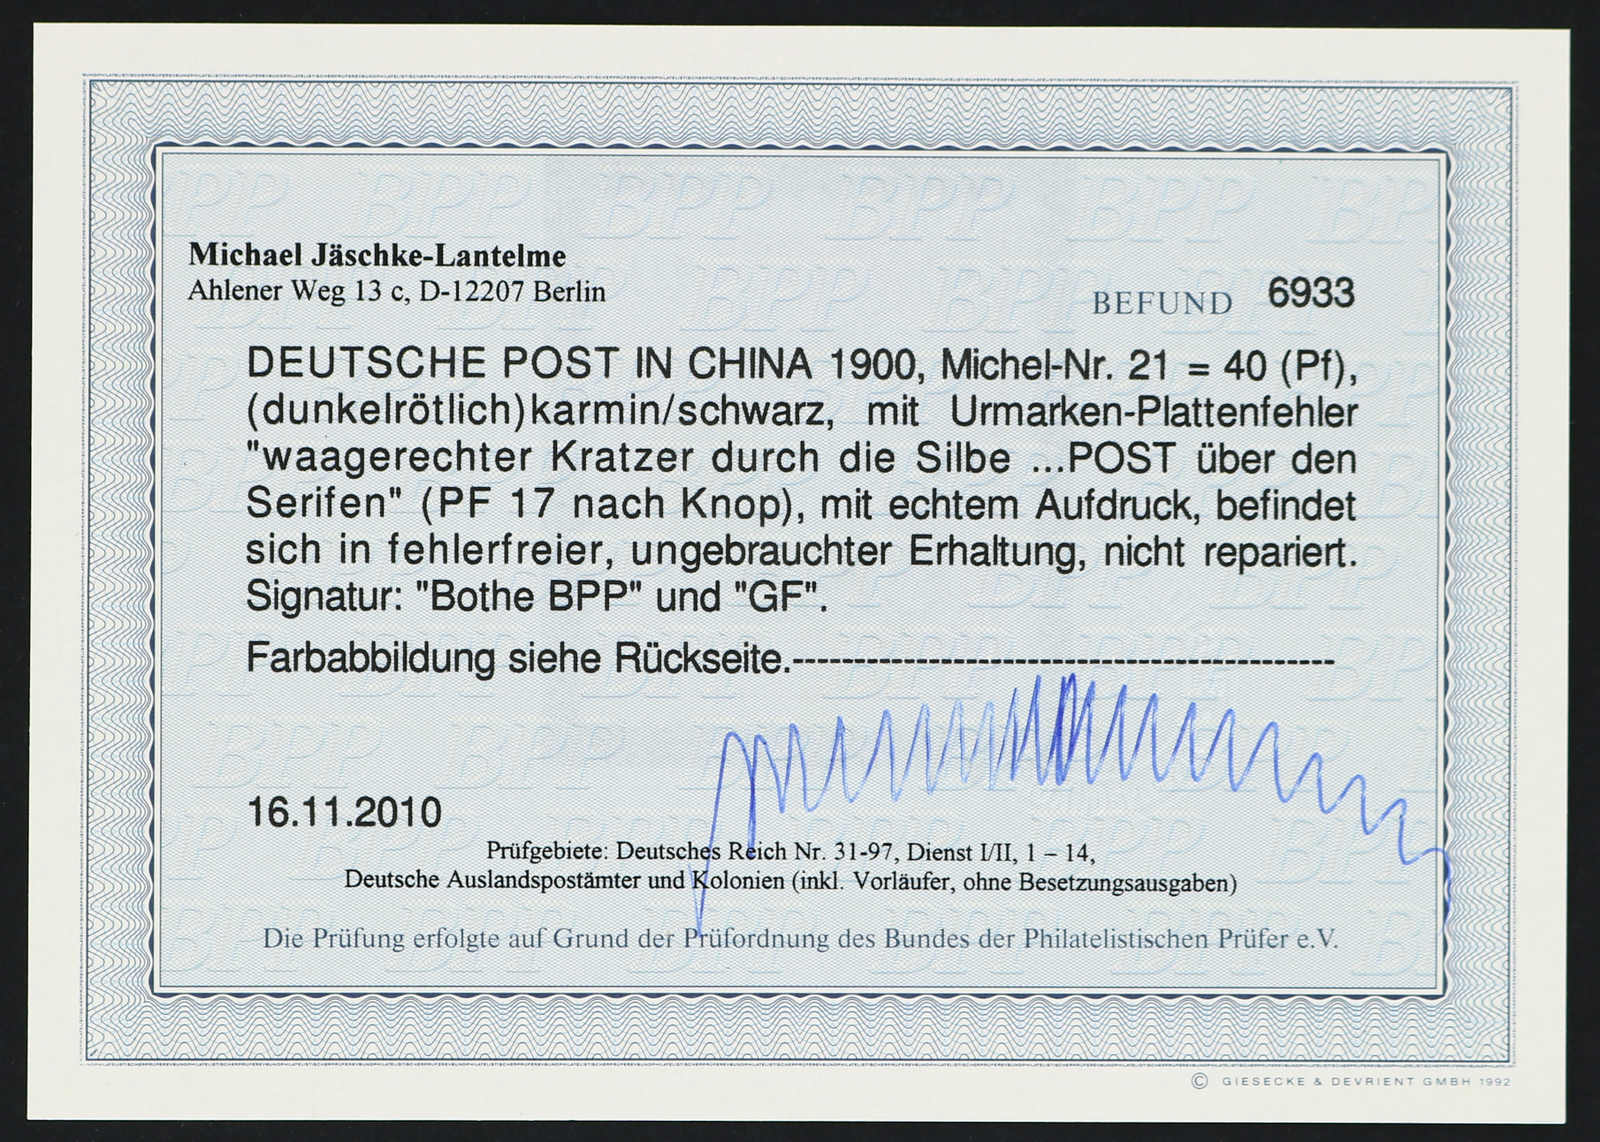 Michael Jäschke-Lantelme
Ahlener Weg 13 c, D-12207 Berlin
BEFUND 6933
DEUTSCHE POST IN CHINA 1900, Michel-Nr. 21 = 40 (Pf),
(dunkelrötlich)karmin/schwarz, mit Urmarken-Plattenfehler
"waagerechter Kratzer durch die Silbe ...POST über den
Serifen" (PF 17 nach Knop), mit echtem Aufdruck, befindet
sich in fehlerfreier, ungebrauchter Erhaltung, nicht repariert.
Signatur: "Bothe BPP" und "GF".
Farbabbildung siehe Rückseite.--------------------------------------------
16.11.2010
Prüfgebiete: Deutsches Reich Nr. 31-97, Dienst I/II, 1 – 14,
Deutsche Auslandspostämter und Kolonien (inkl. Vorläufer, ohne Besetzungsausgaben)
Die Prüfung erfolgte auf Grund der Prüfordnung des Bundes der Philatelistischen Prüfer e.V.
© GIESECKE & DEVRIENT GMBH 1992